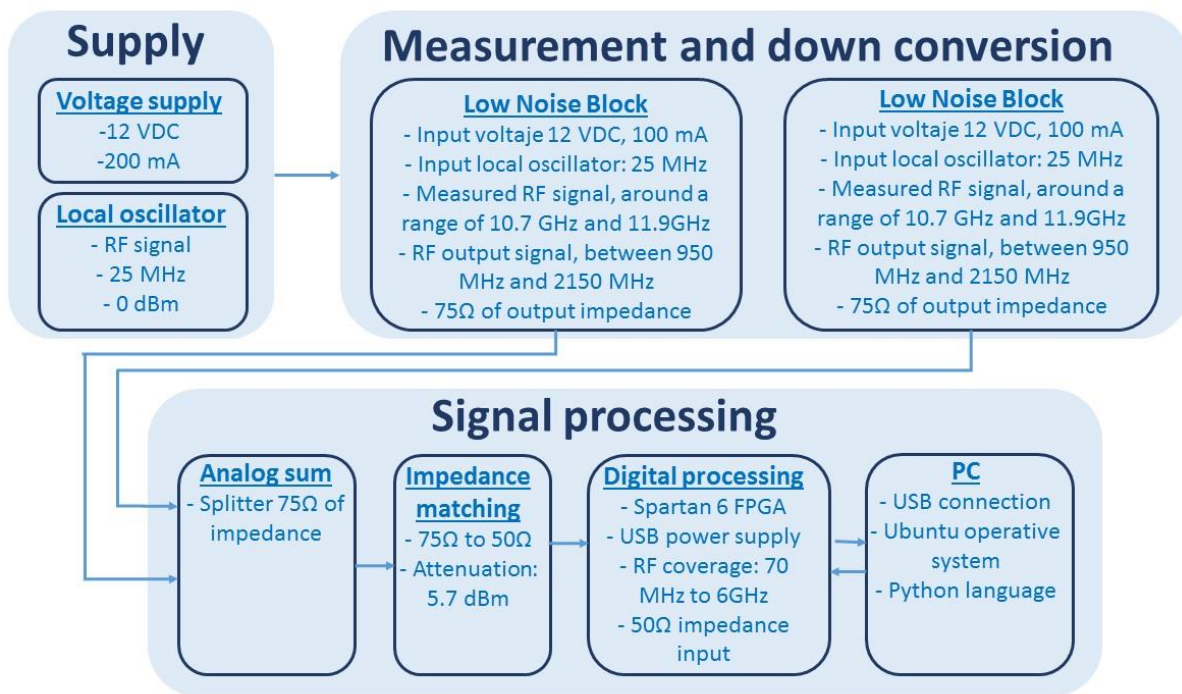 Supply
Voltage supply
-12 VDC
-200 mA
Local oscillator
- RF signal
- 25 MHz
- 0 dBm
Measurement and down conversion
Low Noise Block
- Input voltaje 12 VDC, 100 mA
- Input local oscillator: 25 MHz
- Measured RF signal, around a
range of 10.7 GHz and 11.9GHz
- RF output signal, between 950
MHz and 2150 MHz
- 75Ω of output impedance
Low Noise Block
- Input voltaje 12 VDC, 100 mA
- Input local oscillator: 25 MHz
- Measured RF signal, around a
range of 10.7 GHz and 11.9GHz
- RF output signal, between 950
MHz and 2150 MHz
- 75Ω of output impedance
Signal processing
Analog sum
- Splitter 75Ω of
impedance
Impedance
matching
- 75Ω to 50Ω
- Attenuation:
5.7 dBm
Digital processing
- Spartan 6 FPGA
- USB power supply
- RF coverage: 70
MHz to 6GHz
- 50Ω impedance
input
PC
- USB connection
- Ubuntu operative
system
- Python language